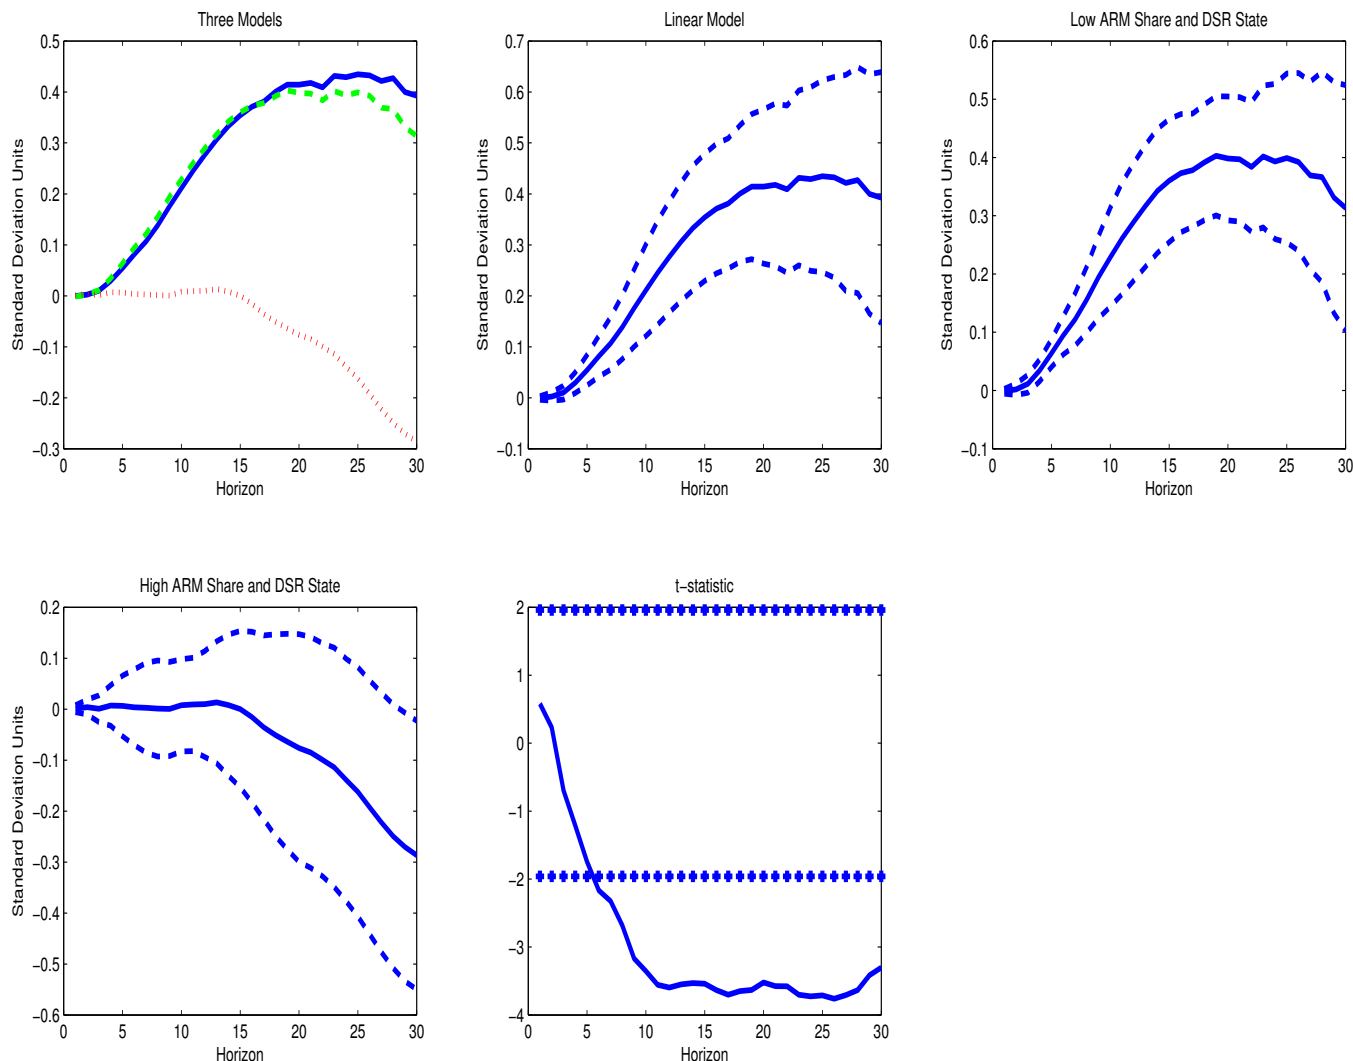 Three Models
0.5
0.4
0.3
0.2
0.1
0
−0.1
−0.2
−0.3
Standard Deviation Units
0 5 10 15 20 25 30
Horizon
Linear Model
0.7
0.6
0.5
0.4
0.3
0.2
0.1
0
−0.1
Standard Deviation Units
0 5 10 15 20 25 30
Horizon
Low ARM Share and DSR State
0.6
0.5
0.4
0.3
0.2
0.1
0
−0.1
Standard Deviation Units
0 5 10 15 20 25 30
Horizon
High ARM Share and DSR State
0.2
0.1
0
−0.1
−0.2
−0.3
−0.4
−0.5
−0.6
Standard Deviation Units
0 5 10 15 20 25 30
Horizon
t−statistic
2
1
0
−1
−2
−3
−4
0 5 10 15 20 25 30
Horizon